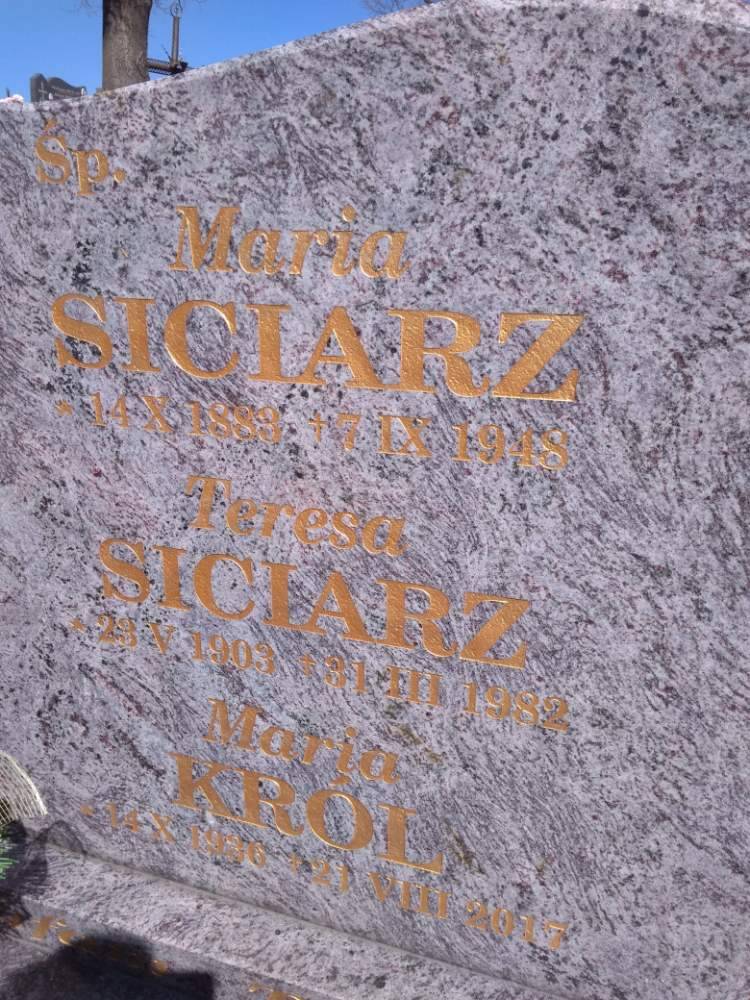 Śp.
Maria
SICIARZ
* 14 X 1883 † 7 IX 1948
Teresa
SICIARZ
* 23 V 1903 † 31 III 1982
Maria
KRÓL
* 14 X 1936 † 21 VIII 2017